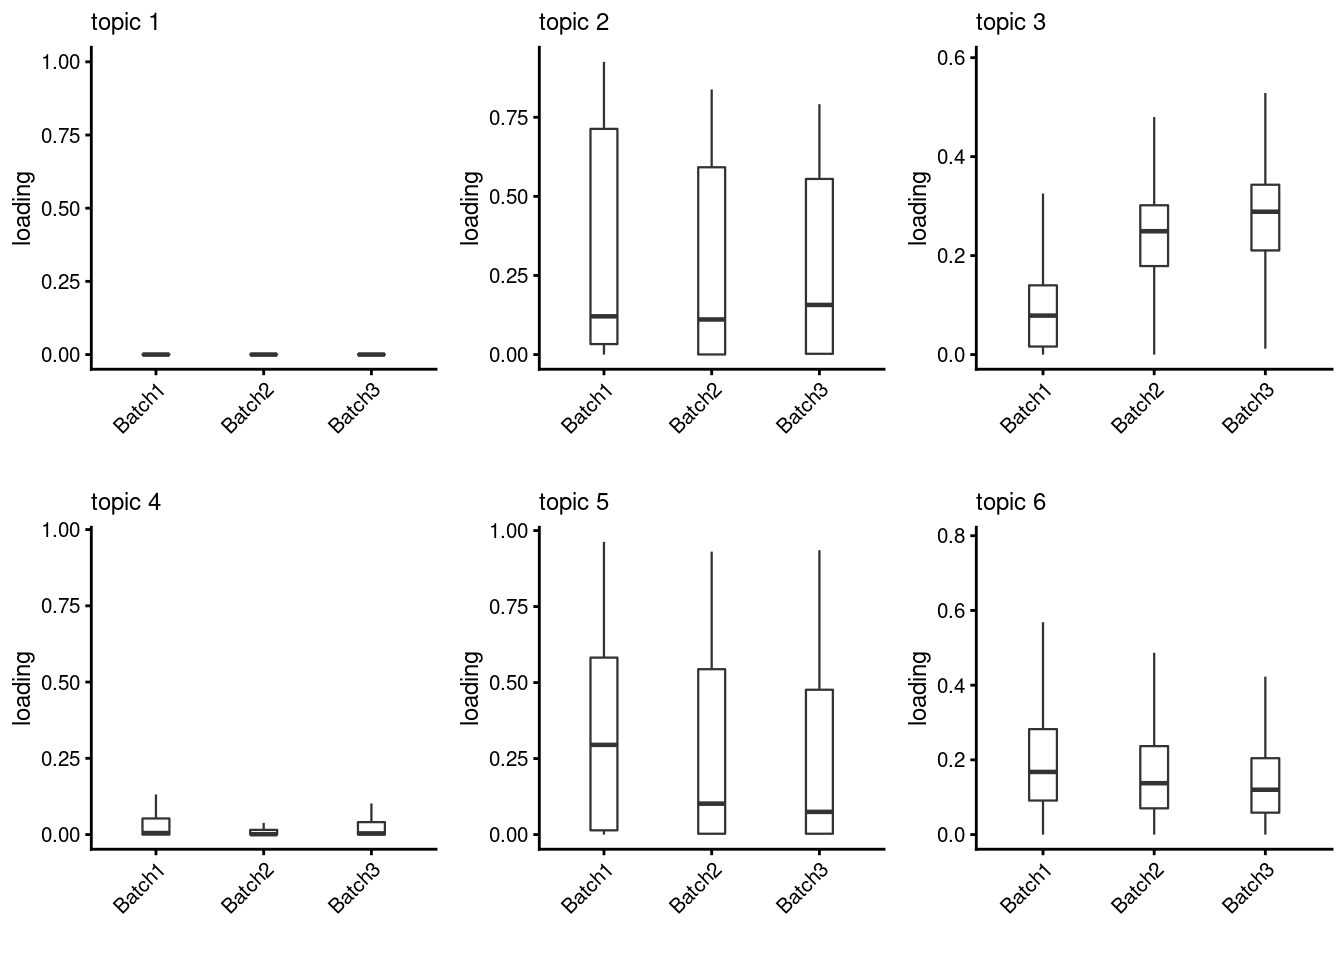 topic 1
1.00
0.75
0.50
0.25
0.00
loading
Batch1
Batch2
Batch3
topic 2
0.75
0.50
0.25
0.00
loading
Batch1
Batch2
Batch3
topic 3
0.6
0.4
0.2
0.0
loading
Batch1
Batch2
Batch3
topic 4
1.00
0.75
0.50
0.25
0.00
loading
Batch1
Batch2
Batch3
topic 5
1.00
0.75
0.50
0.25
0.00
loading
Batch1
Batch2
Batch3
topic 6
0.8
0.6
0.4
0.2
0.0
loading
Batch1
Batch2
Batch3